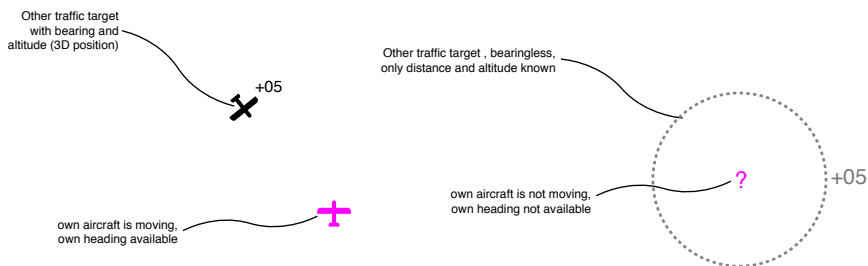 Other traffic target
with bearing and
altitude (3D position)
+05
own aircraft is moving,
own heading available
Other traffic target , bearingless,
only distance and altitude known
own aircraft is not moving,
own heading not available
?
+05